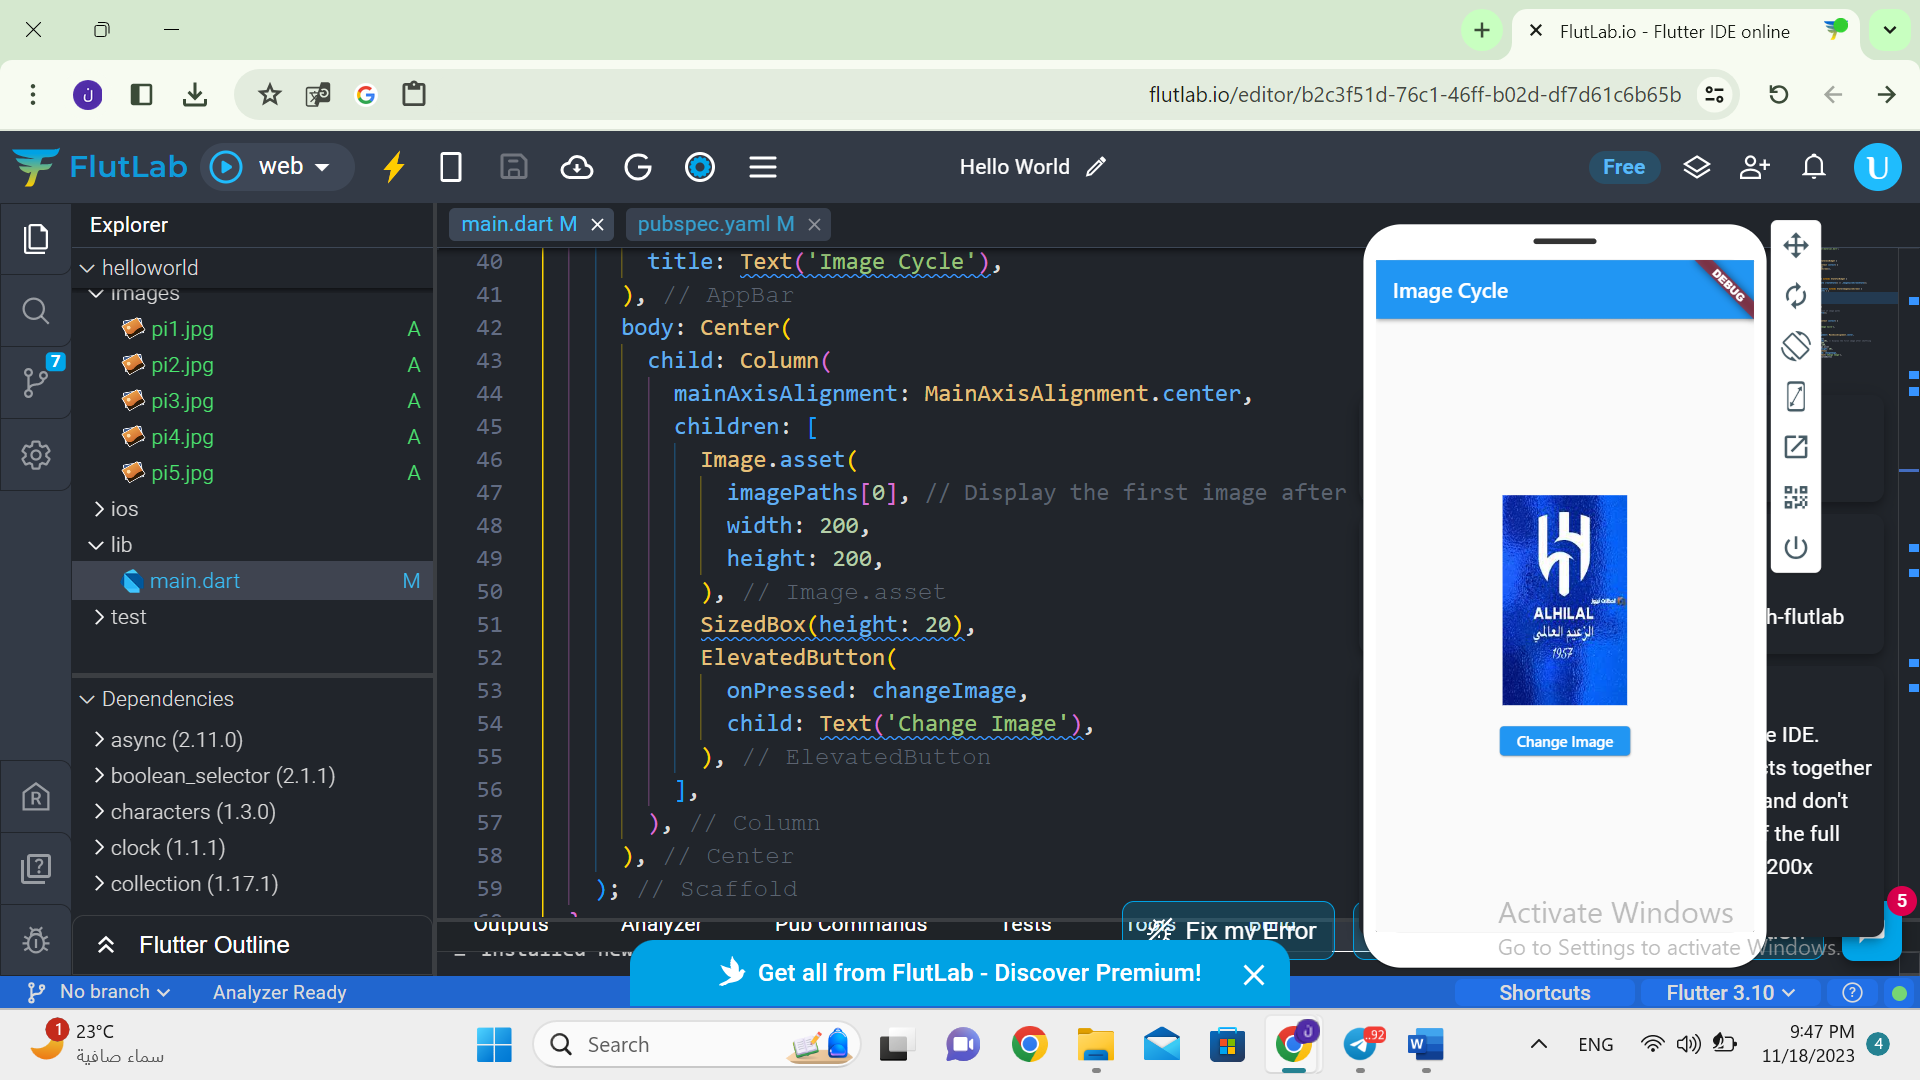 FlutLab.io - Flutter IDE online
flutlab.io/editor/b2c3f51d-76c1-46ff-b02d-df7d61c6b65b
ن
FlutLab
web
Hello World
Free
U
Explorer
helloworld
images
pi1.jpg A
pi2.jpg A
pi3.jpg A
pi4.jpg A
pi5.jpg A
ios
lib
main.dart M
test
7
Dependencies
async (2.11.0)
boolean_selector (2.1.1)
characters (1.3.0)
clock (1.1.1)
collection (1.17.1)
Flutter Outline
main.dart M
pubspec.yaml M
40 title: Text('Image Cycle'),
41 ), // AppBar
42 body: Center(
43 child: Column(
44 mainAxisAlignment: MainAxisAlignment.center,
45 children: [
46 Image.asset(
47 imagePaths[0], // Display the first image after
48 width: 200,
49 height: 200,
50 ), // Image.asset
51 SizedBox(height: 20),
52 ElevatedButton(
53 onPressed: changeImage,
54 child: Text('Change Image'),
55 ), // ElevatedButton
56 ],
57 ), // Column
58 ), // Center
59 ); // Scaffold
Outputs Analyzer Pub Commands Tests Tools
Fix my Error
Installed new
Get all from FlutLab - Discover Premium!
Image Cycle
DEBUG
ALHILAL
الزعيم العالمي
1957
Change Image
h-flutlab
e IDE.
ts together
and don't
f the full
200x
5
Activate Windows
Go to Settings to activate Windows.
No branch
Analyzer Ready
Shortcuts
Flutter 3.10
1
23°C
سماء صافية
Search
ن
92
ENG
9:47 PM
11/18/2023
4